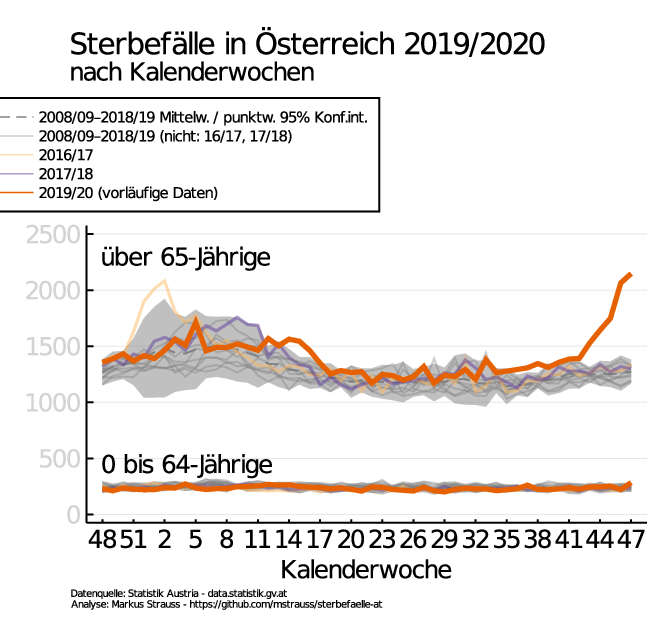 Sterbefälle in Österreich 2019/2020
nach Kalenderwochen
2008/09–2018/19 Mittelw. / punktw. 95% Konf.int.
2008/09–2018/19 (nicht: 16/17, 17/18)
2016/17
2017/18
2019/20 (vorläufige Daten)
2500
über 65-Jährige
2000
1500
1000
500
0 bis 64-Jährige
0
48 51 2 5 8 11 14 17 20 23 26 29 32 35 38 41 44 47
Kalenderwoche
Datenquelle: Statistik Austria - data.statistik.gv.at
Analyse: Markus Strauss - https://github.com/mstrauss/sterbefaelle-at